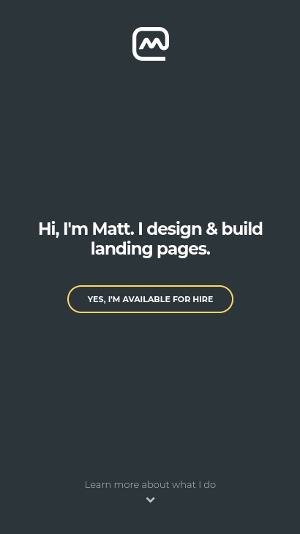 Hi, I'm Matt. I design & build
landing pages.
YES, I'M AVAILABLE FOR HIRE
Learn more about what I do